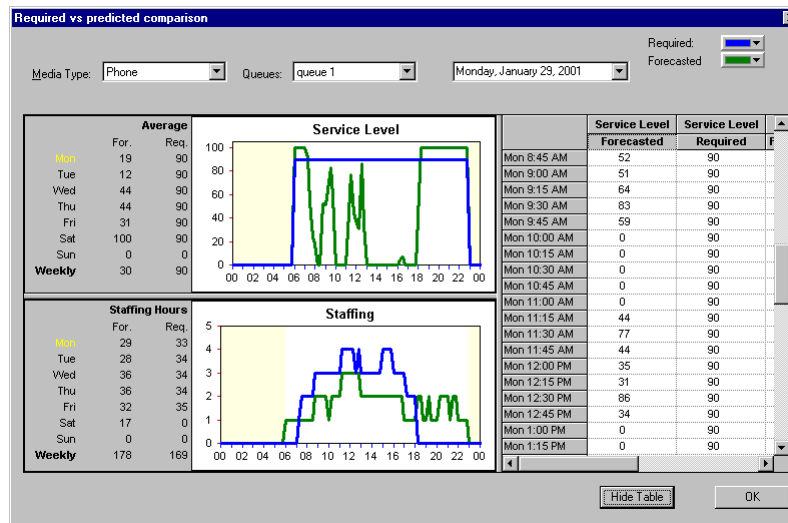 Required vs predicted comparison
Required:
Forecasted
Media Type: Phone Queues: queue 1 Monday, January 29, 2001
Average
For. Req.
Mon 19 90
Tue 12 90
Wed 44 90
Thu 44 90
Fri 31 90
Sat 100 90
Sun 0 0
Weekly 30 90
Service Level
100
80
60
40
20
0
00 02 04 06 08 10 12 14 16 18 20 22 00
Staffing Hours
For. Req.
Mon 29 33
Tue 28 34
Wed 36 34
Thu 36 34
Fri 32 35
Sat 17 0
Sun 0 0
Weekly 178 169
Staffing
5
4
3
2
1
0
00 02 04 06 08 10 12 14 16 18 20 22 00
Service Level Service Level
Forecasted Required F
Mon 8:45 AM 52 90
Mon 9:00 AM 51 90
Mon 9:15 AM 64 90
Mon 9:30 AM 83 90
Mon 9:45 AM 59 90
Mon 10:00 AM 0 90
Mon 10:15 AM 0 90
Mon 10:30 AM 0 90
Mon 10:45 AM 0 90
Mon 11:00 AM 0 90
Mon 11:15 AM 44 90
Mon 11:30 AM 77 90
Mon 11:45 AM 44 90
Mon 12:00 PM 35 90
Mon 12:15 PM 31 90
Mon 12:30 PM 86 90
Mon 12:45 PM 34 90
Mon 1:00 PM 0 90
Mon 1:15 PM 0 90
Hide Table OK